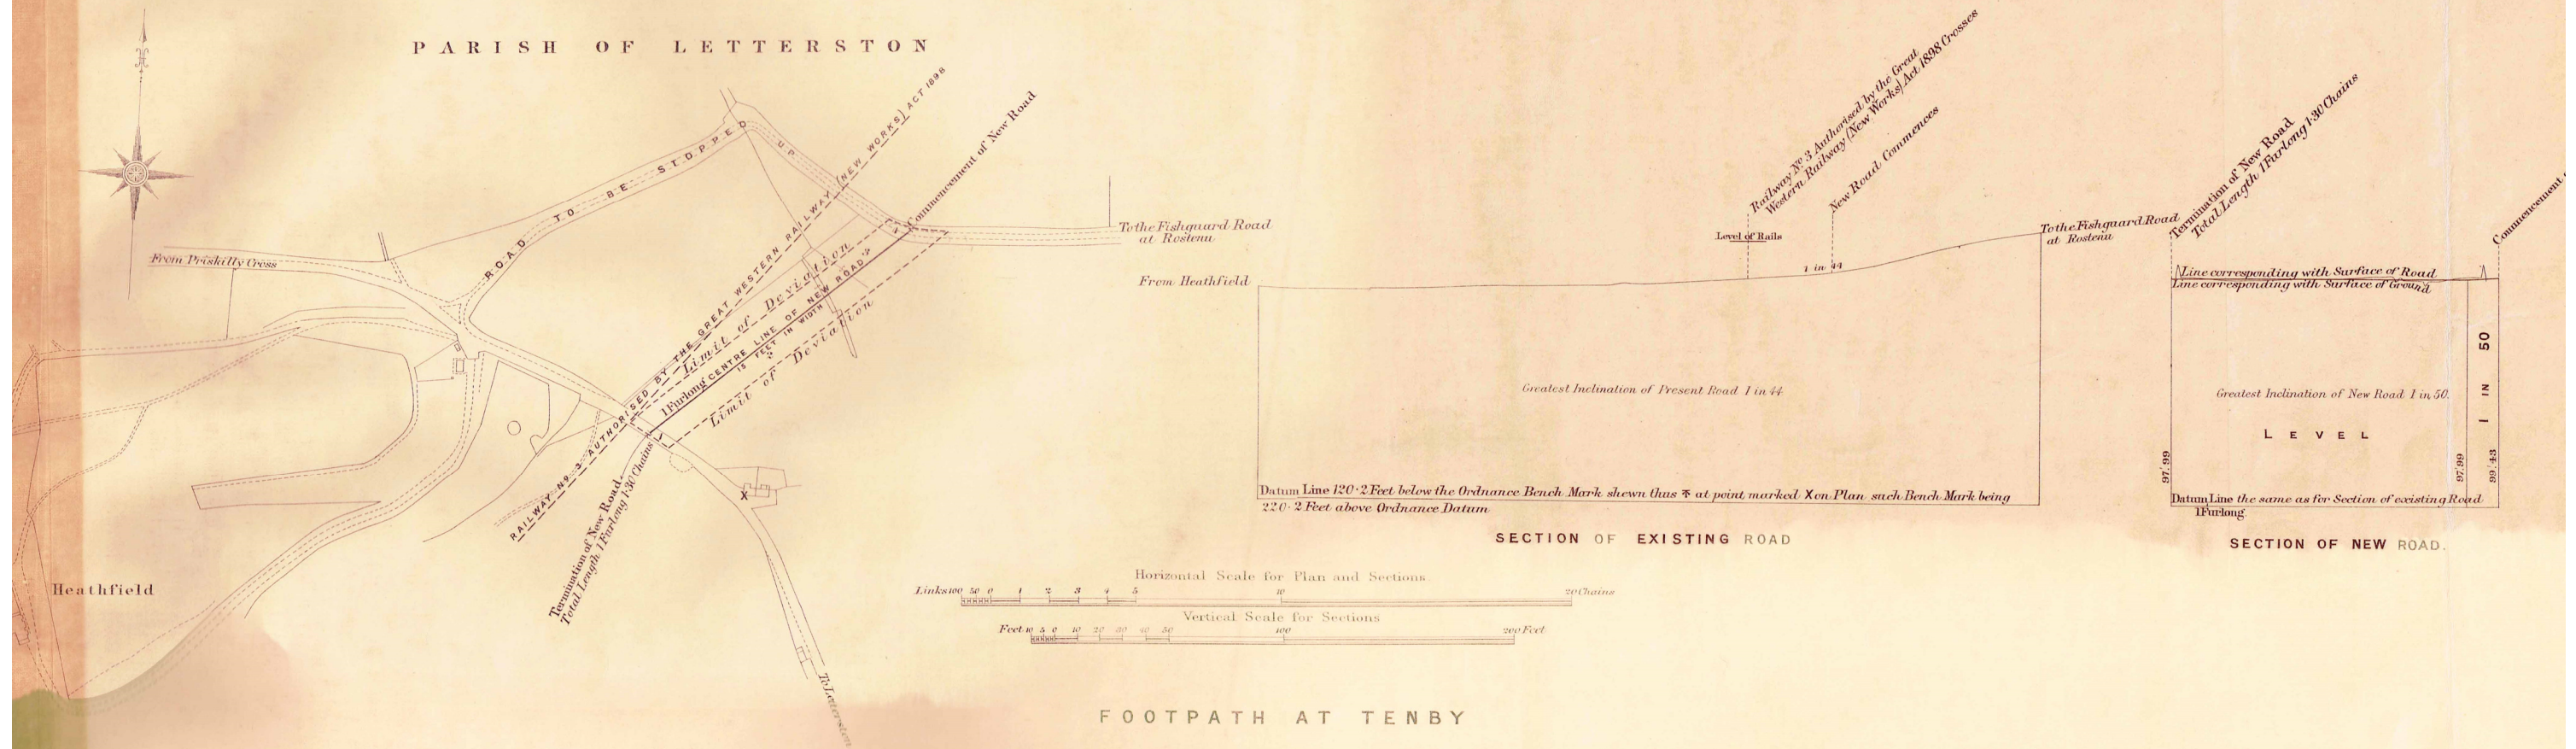 PARISH OF LETTERSTON
ROAD TO BE STOPPED UP
RAILWAY Nº 3 AUTHORISED BY THE GREAT WESTERN RAILWAY (NEW WORKS) ACT 1898
Commencement of New Road
From Priskilly Cross
To the Fishguard Road
at Rostenu
Limit of Deviation
1 Furlong
CENTRE LINE OF NEW ROAD
15 FEET IN WIDTH
Limit of Deviation
Termination of New Road
Total Length 1 Furlong 1·30 Chains
X
Heathfield
To Letterston
From Heathfield
Railway Nº 3 Authorised by the Great
Western Railway (New Works) Act 1898 Crosses
New Road Commences
Level of Rails
1 in 44
To the Fishguard Road
at Rostenu
Greatest Inclination of Present Road 1 in 44
Datum Line 120·2 Feet below the Ordnance Bench Mark shewn thus at point marked X on Plan such Bench Mark being
220·2 Feet above Ordnance Datum
SECTION OF EXISTING ROAD
Termination of New Road
Total Length 1 Furlong 1·30 Chains
Commencement
Line corresponding with Surface of Road
Line corresponding with Surface of Ground
Greatest Inclination of New Road 1 in 50
LEVEL
1 IN 50
97.99
97.99
99.43
Datum Line the same as for Section of existing Road
1 Furlong
SECTION OF NEW ROAD.
Horizontal Scale for Plan and Sections.
Links 100 50 0 1 2 3 4 5 10 20 Chains
Vertical Scale for Sections
Feet 10 5 0 10 20 30 40 50 100 200 Feet
FOOTPATH AT TENBY